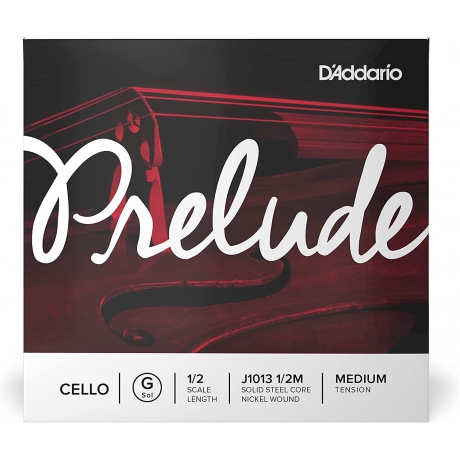 D'Addario
Prelude
CELLO
G
Sol
1/2
SCALE
LENGTH
J1013 1/2M
SOLID STEEL CORE
NICKEL WOUND
MEDIUM
TENSION